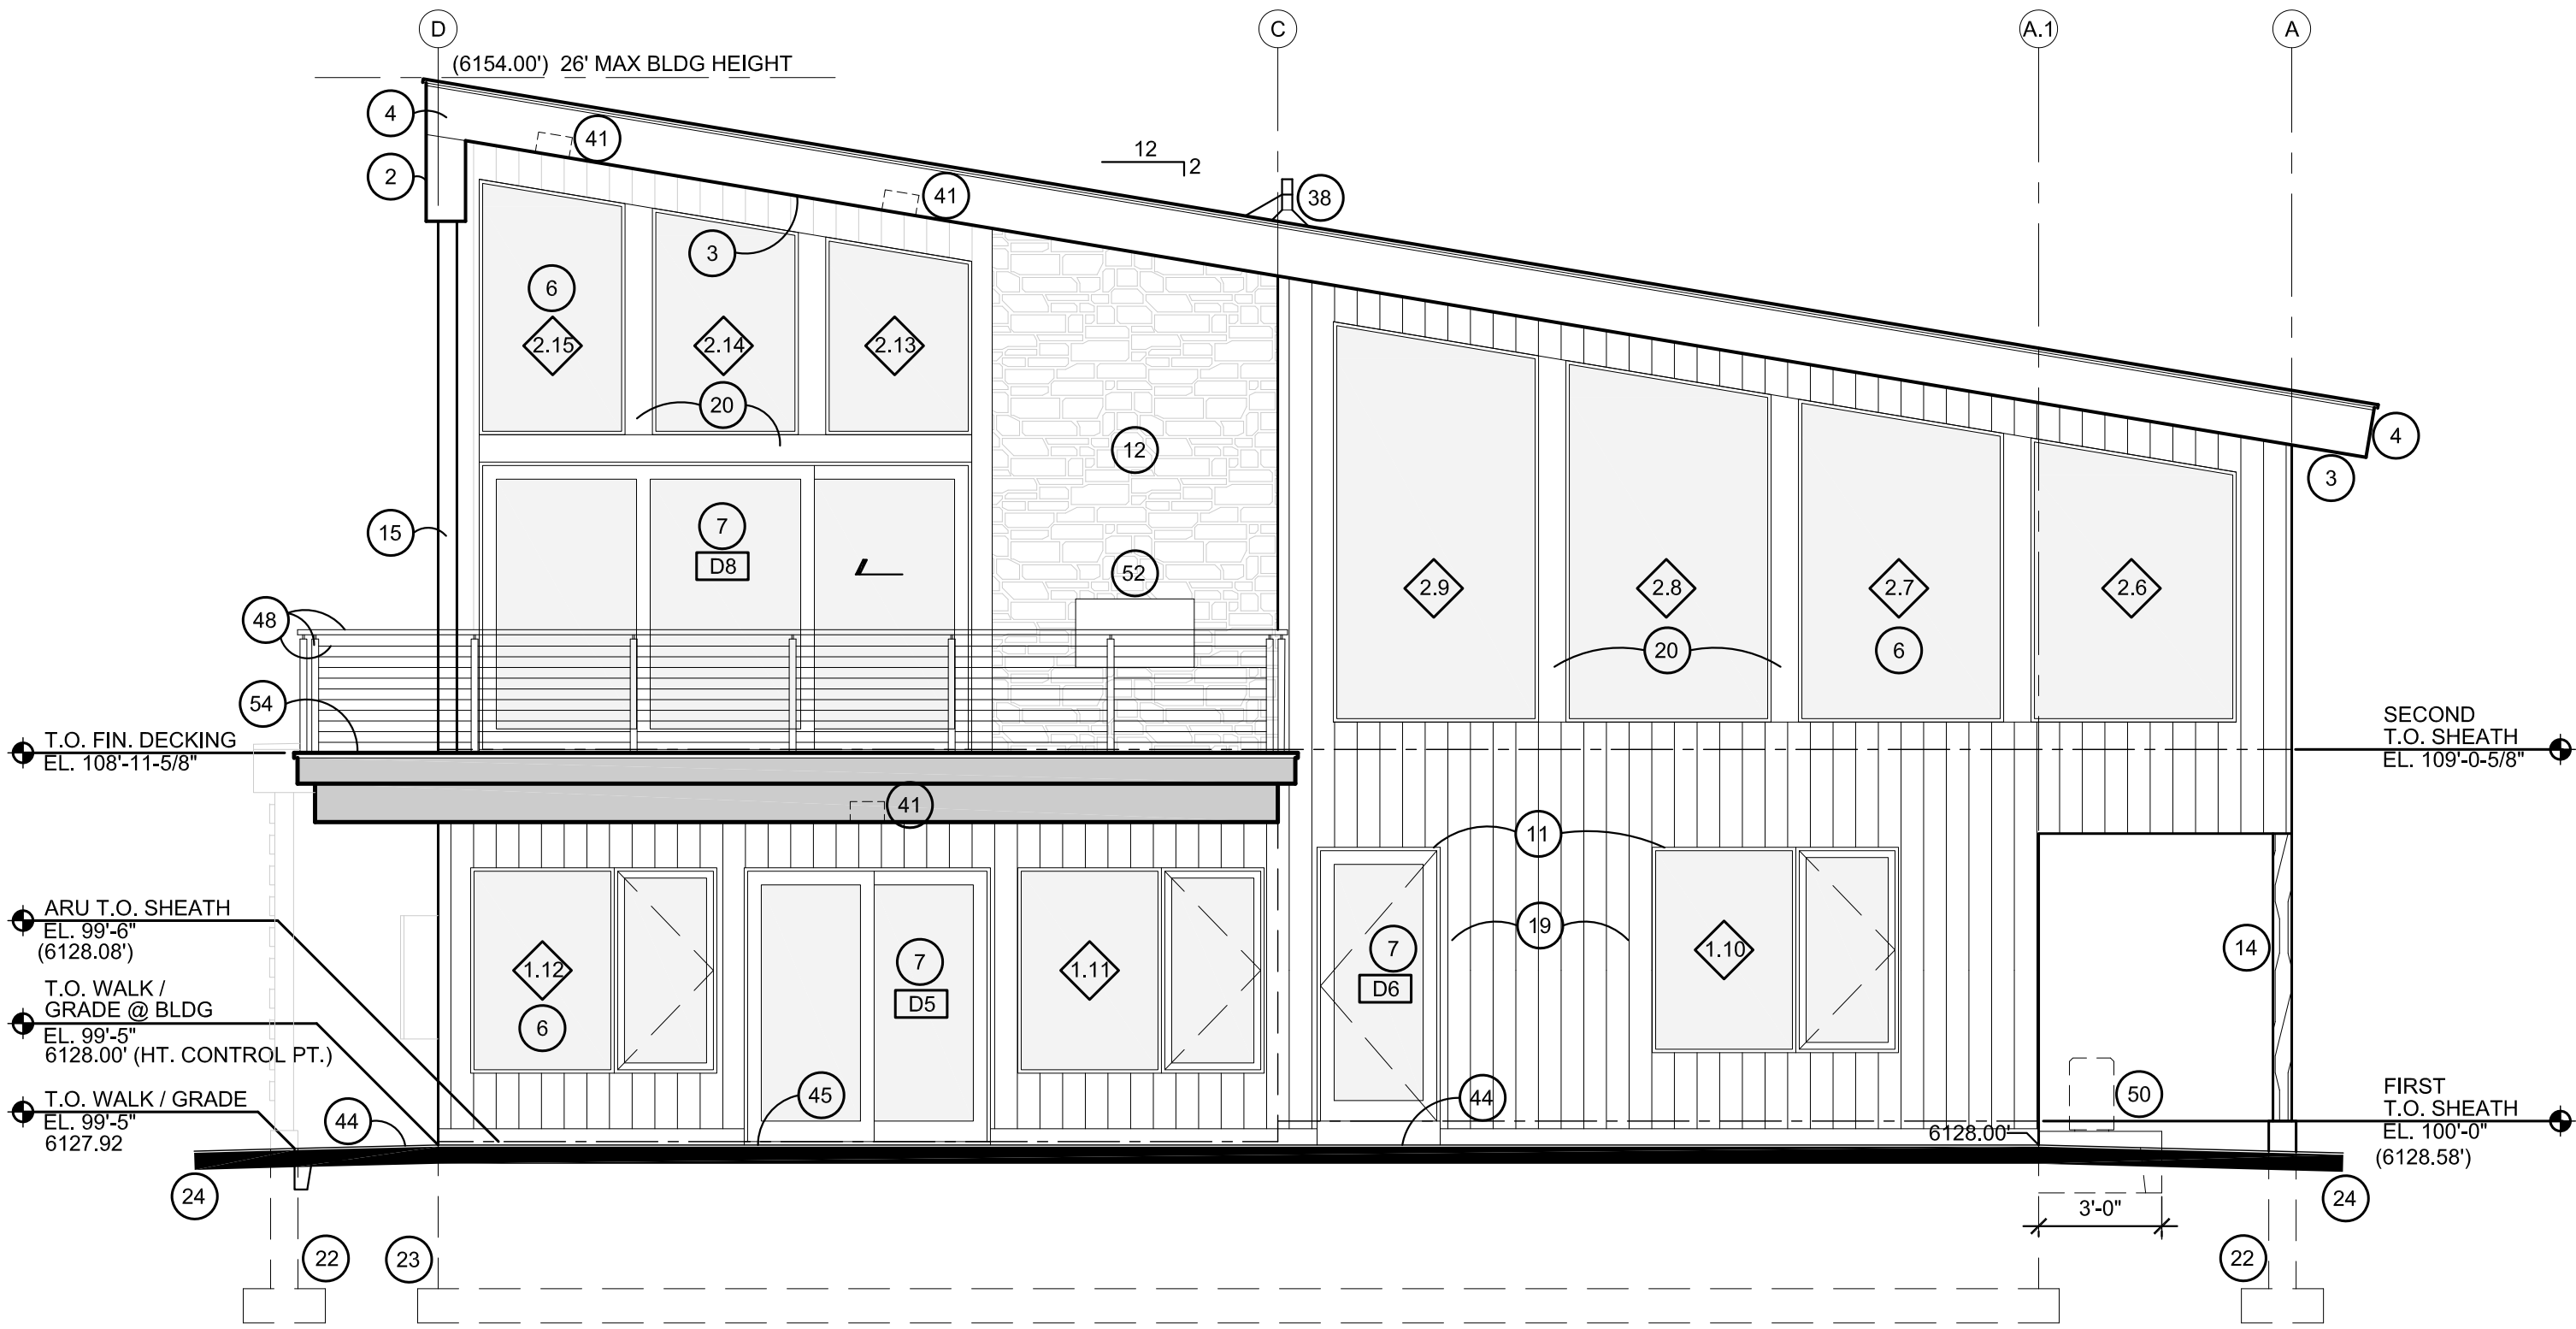 D
C
A.1
A
(6154.00') 26' MAX BLDG HEIGHT
4
41
2
12
2
41
38
3
6
2.15
2.14
2.13
20
12
4
3
15
7
D8
52
2.9
2.8
2.7
2.6
48
20
6
54
T.O. FIN. DECKING
EL. 108'-11-5/8"
SECOND
T.O. SHEATH
EL. 109'-0-5/8"
41
11
ARU T.O. SHEATH
EL. 99'-6"
(6128.08')
19
14
1.12
6
7
D5
1.11
7
D6
1.10
T.O. WALK /
GRADE @ BLDG
EL. 99'-5"
6128.00' (HT. CONTROL PT.)
T.O. WALK / GRADE
EL. 99'-5"
6127.92
44
45
44
50
6128.00'
FIRST
T.O. SHEATH
EL. 100'-0"
(6128.58')
24
24
3'-0"
22
23
22